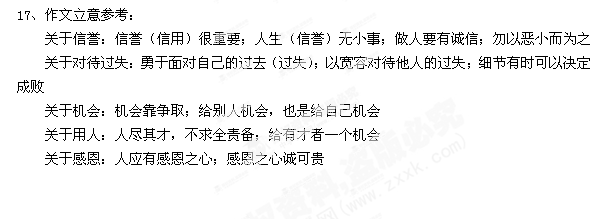 17、作文立意参考：
关于信誉：信誉（信用）很重要；人生（信誉）无小事；做人要有诚信；勿以恶小而为之
关于对待过失：勇于面对自己的过去（过失）；以宽容对待他人的过失；细节有时可以决定
成败
关于机会：机会靠争取；给别人机会，也是给自己机会
关于用人：人尽其才，不求全责备；给有才者一个机会
关于感恩：人应有感恩之心；感恩之心诚可贵